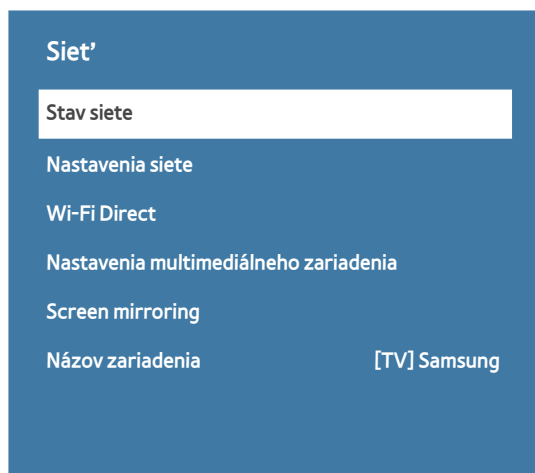 Sieť
Stav siete
Nastavenia siete
Wi-Fi Direct
Nastavenia multimediálneho zariadenia
Screen mirroring
Názov zariadenia [TV] Samsung